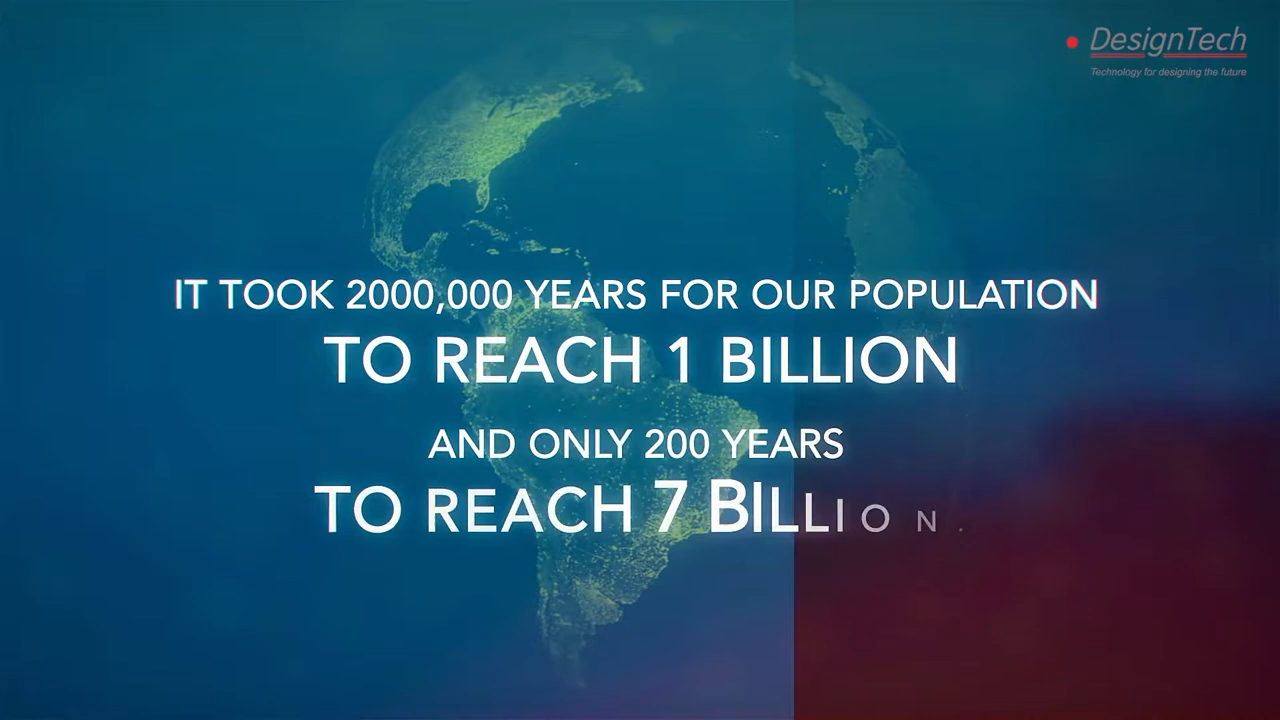 DesignTech
Technology for designing the future
IT TOOK 2000,000 YEARS FOR OUR POPULATION
TO REACH 1 BILLION
AND ONLY 200 YEARS
TO REACH 7 BILLION.